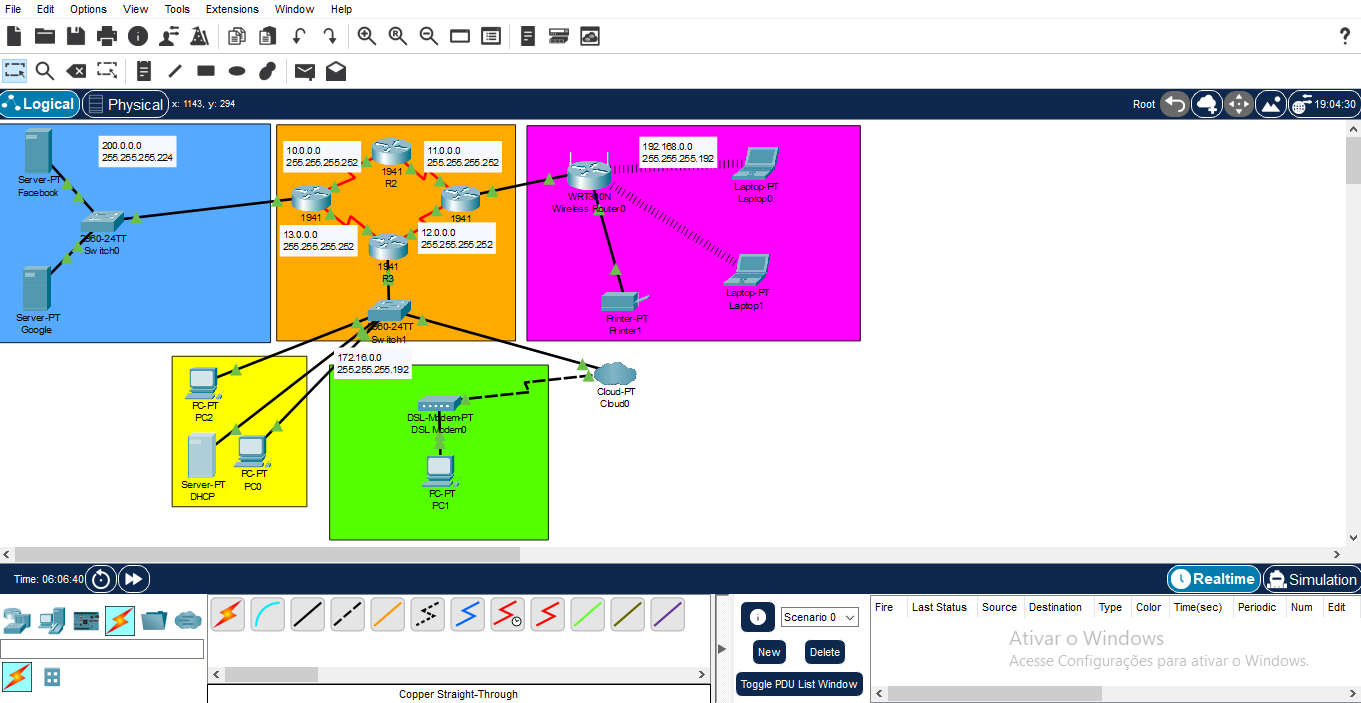 File Edit Options View Tools Extensions Window Help
Logical Physical x: 1143, y: 294 Root 19:04:30
200.0.0.0
255.255.255.224
Server-PT
Facebook
2960-24TT
Switch0
Server-PT
Google
10.0.0.0
255.255.255.252
1941
R2
11.0.0.0
255.255.255.252
1941
1941
13.0.0.0
255.255.255.252
12.0.0.0
255.255.255.252
1941
R3
2960-24TT
Switch1
192.168.0.0
255.255.255.192
WRT300N
Wireless Router0
Laptop-PT
Laptop0
Laptop-PT
Laptop1
Printer-PT
Printer1
172.16.0.0
255.255.255.192
PC-PT
PC2
Server-PT
DHCP
PC-PT
PC0
DSL-Modem-PT
DSL Modem0
PC-PT
PC1
Cloud-PT
Cloud0
Time: 06:06:40 Realtime Simulation
Scenario 0
New Delete
Toggle PDU List Window
Fire Last Status Source Destination Type Color Time(sec) Periodic Num Edit
Ativar o Windows
Acesse Configurações para ativar o Windows.
Copper Straight-Through